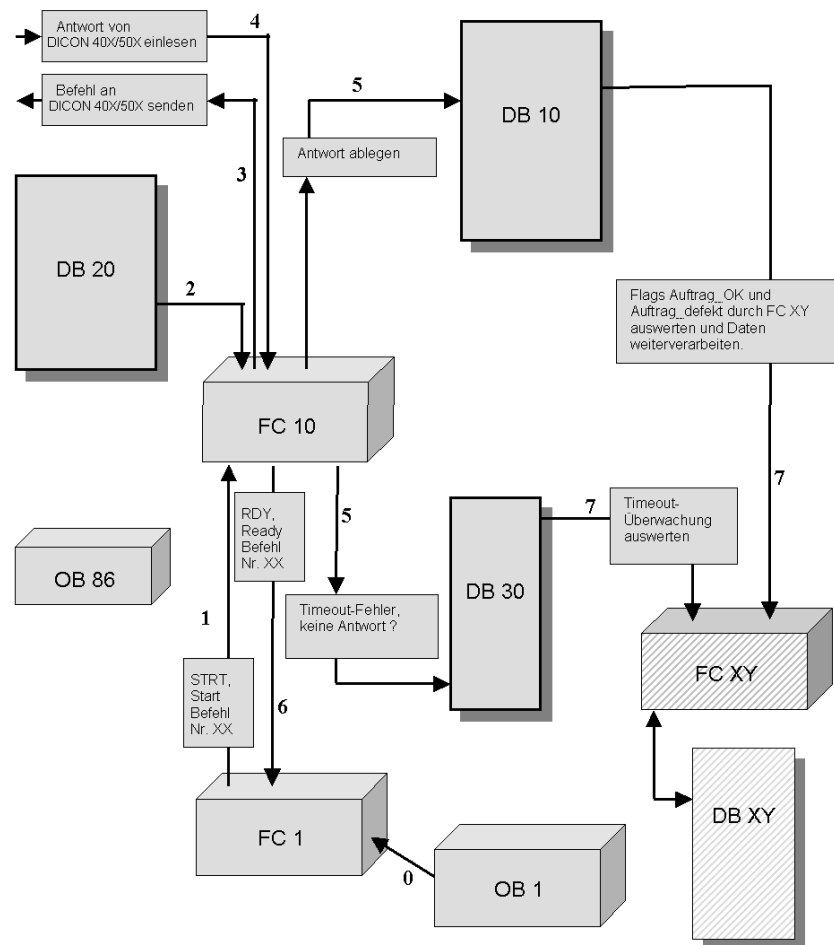 Antwort von
DICON 40X/50X einlesen
4
Befehl an
DICON 40X/50X senden
5
DB 10
3
Antwort ablegen
DB 20
2
Flags Auftrag_OK und
Auftrag_defekt durch FC XY
auswerten und Daten
weiterverarbeiten.
FC 10
7
RDY,
Ready
Befehl
Nr. XX
5
7
Timeout-
Überwachung
auswerten
OB 86
DB 30
1
Timeout-Fehler,
keine Antwort ?
STRT,
Start
Befehl
Nr. XX
6
FC XY
DB XY
FC 1
0
OB 1